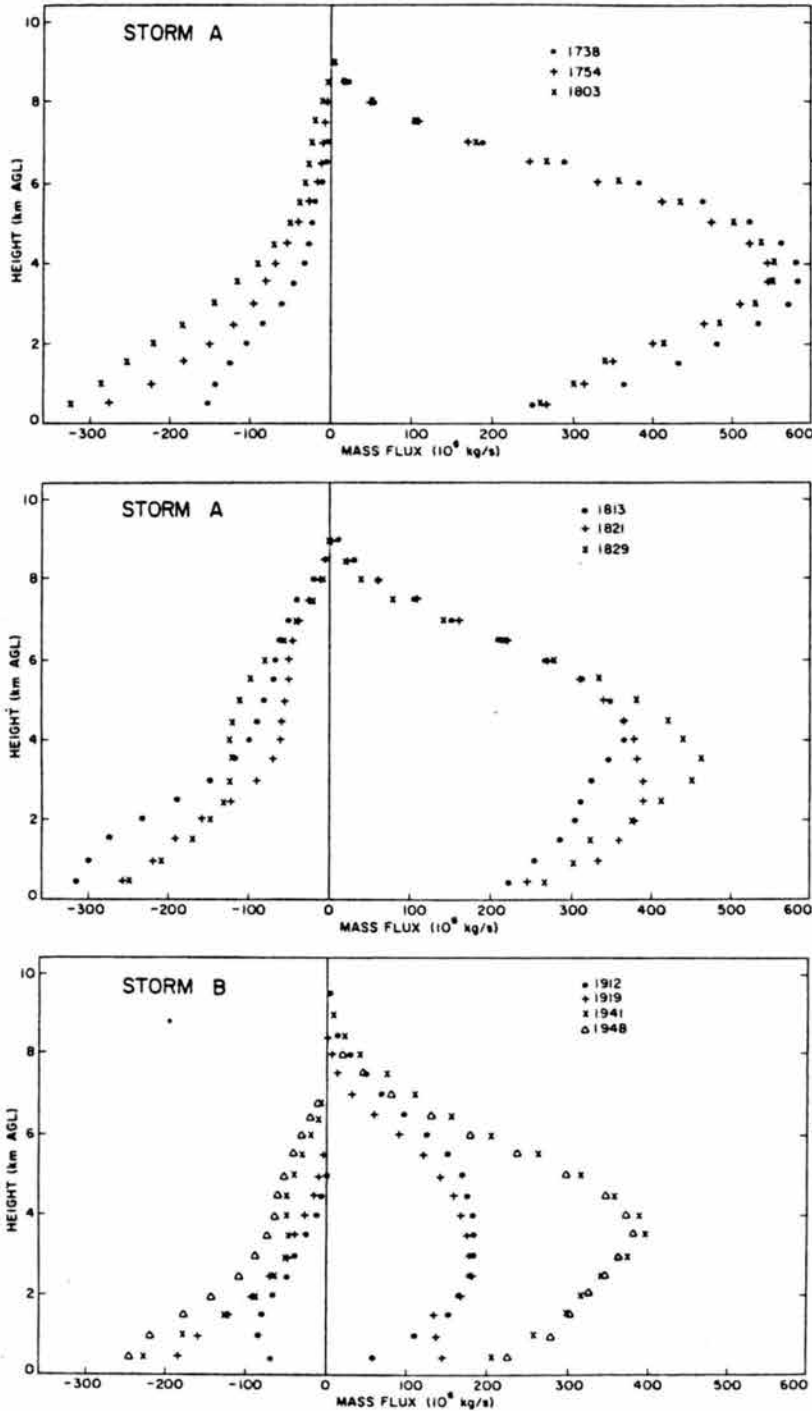 STORM A
● 1738
+ 1754
x 1803
10
8
6
4
2
0
HEIGHT (km AGL)
-300 -200 -100 0 100 200 300 400 500 600
MASS FLUX (10⁶ kg/s)
STORM A
● 1813
+ 1821
x 1829
10
8
6
4
2
0
HEIGHT (km AGL)
-300 -200 -100 0 100 200 300 400 500 600
MASS FLUX (10⁶ kg/s)
STORM B
● 1912
+ 1919
x 1941
△ 1948
10
8
6
4
2
0
HEIGHT (km AGL)
-300 -200 -100 0 100 200 300 400 500 600
MASS FLUX (10⁶ kg/s)